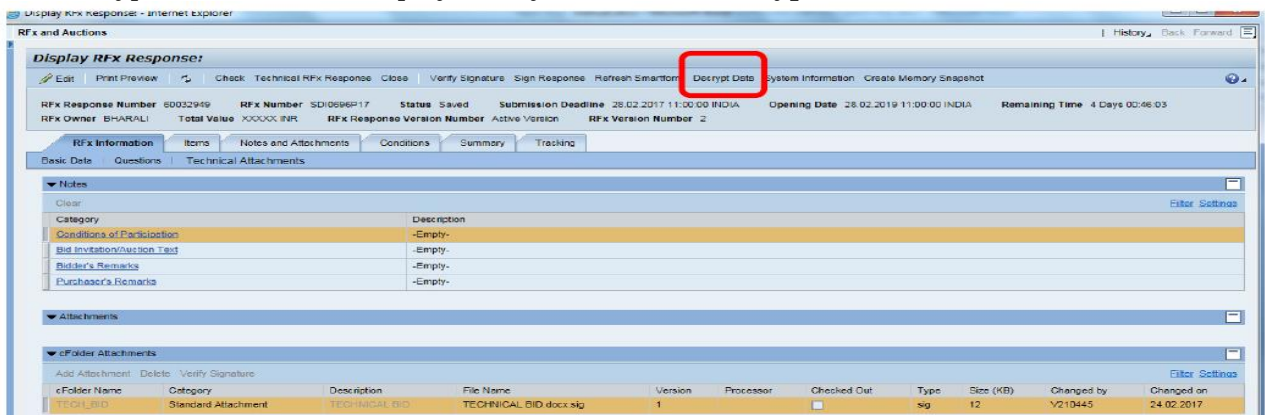 Display RFx Response: - Internet Explorer
RFx and Auctions
History Back Forward
Display RFx Response:
Edit Print Preview Check Technical RFx Response Close Verify Signature Sign Response Refresh Smartform Decrypt Data System Information Create Memory Snapshot
RFx Response Number 60032949 RFx Number SDI0696P17 Status Saved Submission Deadline 28.02.2017 11:00:00 INDIA Opening Date 28.02.2019 11:00:00 INDIA Remaining Time 4 Days 00:46:03
RFx Owner BHARALI Total Value XXXXX INR RFx Response Version Number Active Version RFx Version Number 2
RFx Information Items Notes and Attachments Conditions Summary Tracking
Basic Data Questions Technical Attachments
Notes
Clear Filter Settings
Category Description
Conditions of Participation -Empty-
Bid Invitation/Auction Text -Empty-
Bidder's Remarks -Empty-
Purchaser's Remarks -Empty-
Attachments
cFolder Attachments
Add Attachment Delete Verify Signature Filter Settings
cFolder Name Category Description File Name Version Processor Checked Out Type Size (KB) Changed by Changed on
TECH_BID Standard Attachment TECHNICAL BID TECHNICAL BID.docx.sig 1 sig 12 V210445 24.02.2017